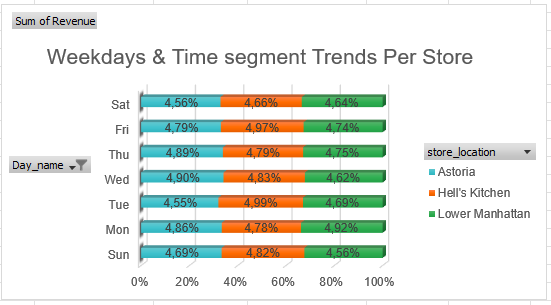 Sum of Revenue
Weekdays & Time segment Trends Per Store
Sat 4,56% 4,66% 4,64%
Fri 4,79% 4,97% 4,74%
Thu 4,89% 4,79% 4,75%
Wed 4,90% 4,83% 4,62%
Tue 4,55% 4,99% 4,69%
Mon 4,86% 4,78% 4,92%
Sun 4,69% 4,82% 4,56%
0% 20% 40% 60% 80% 100%
Day_name
store_location
Astoria
Hell's Kitchen
Lower Manhattan